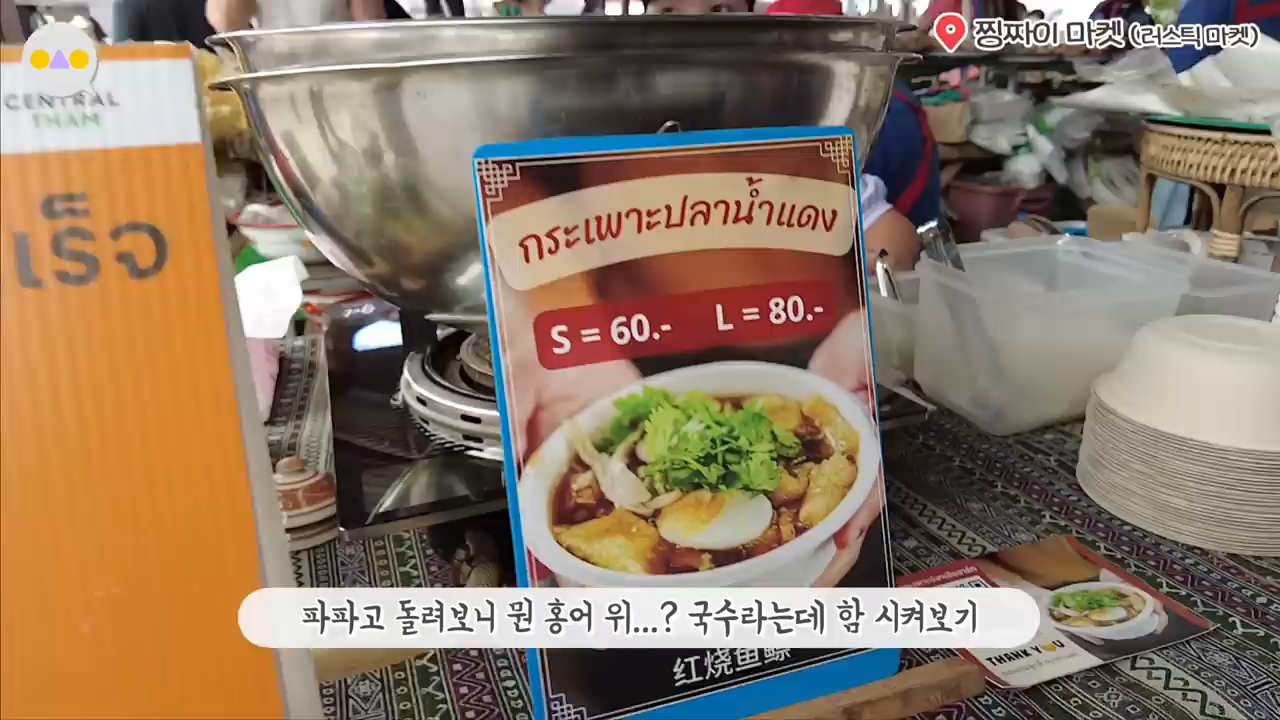 찡짜이 마켓 (러스틱 마켓)
CENTRAL
THAM
เร็จ
กระเพาะปลาน้ำแดง
S = 60.- L = 80.-
파파고 돌려보니 뭔 홍어 위...? 국수라는데 함 시켜보기
红烧鱼鳔
THANK YOU